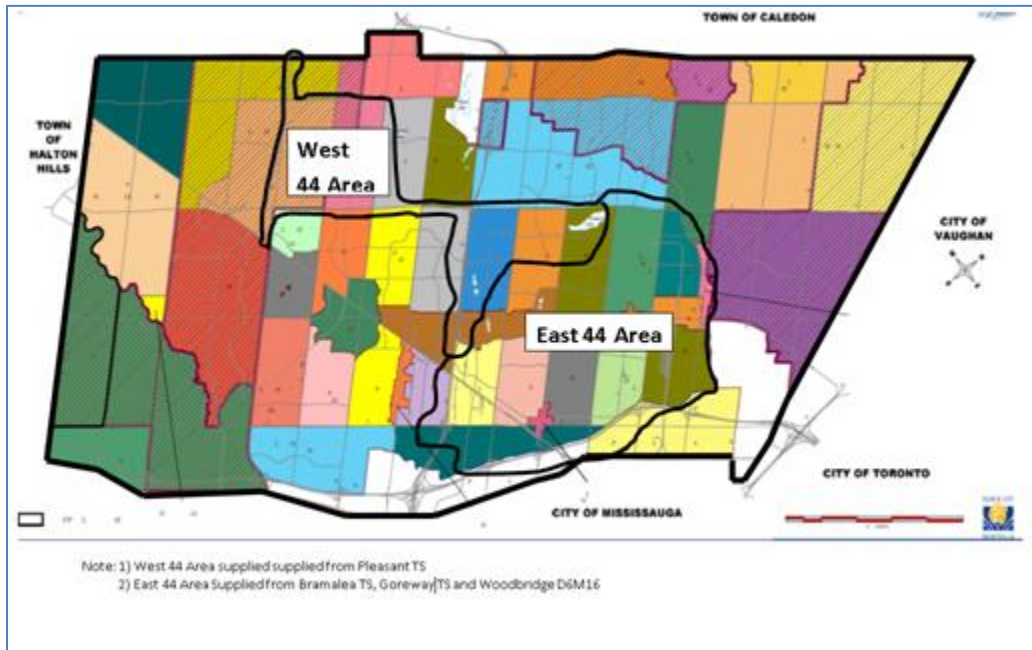 TOWN OF CALEDON
TOWN
OF
HALTON
HILLS
West
44 Area
CITY OF
VAUGHAN
East 44 Area
CITY OF TORONTO
CITY OF MISSISSAUGA
Note: 1) West 44 Area supplied supplied from Pleasant TS
2) East 44 Area Supplied from Bramalea TS, Goreway TS and Woodbridge D6M16